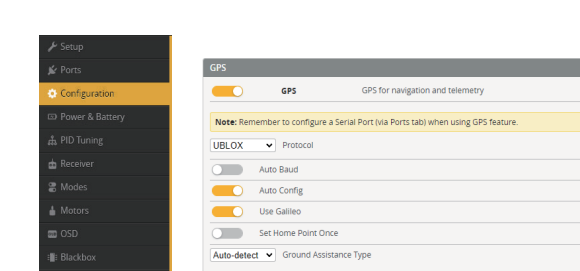 Setup
Ports
Configuration
Power & Battery
PID Tuning
Receiver
Modes
Motors
OSD
Blackbox
GPS
GPS GPS for navigation and telemetry
Note: Remember to configure a Serial Port (via Ports tab) when using GPS feature.
UBLOX Protocol
Auto Baud
Auto Config
Use Galileo
Set Home Point Once
Auto-detect Ground Assistance Type